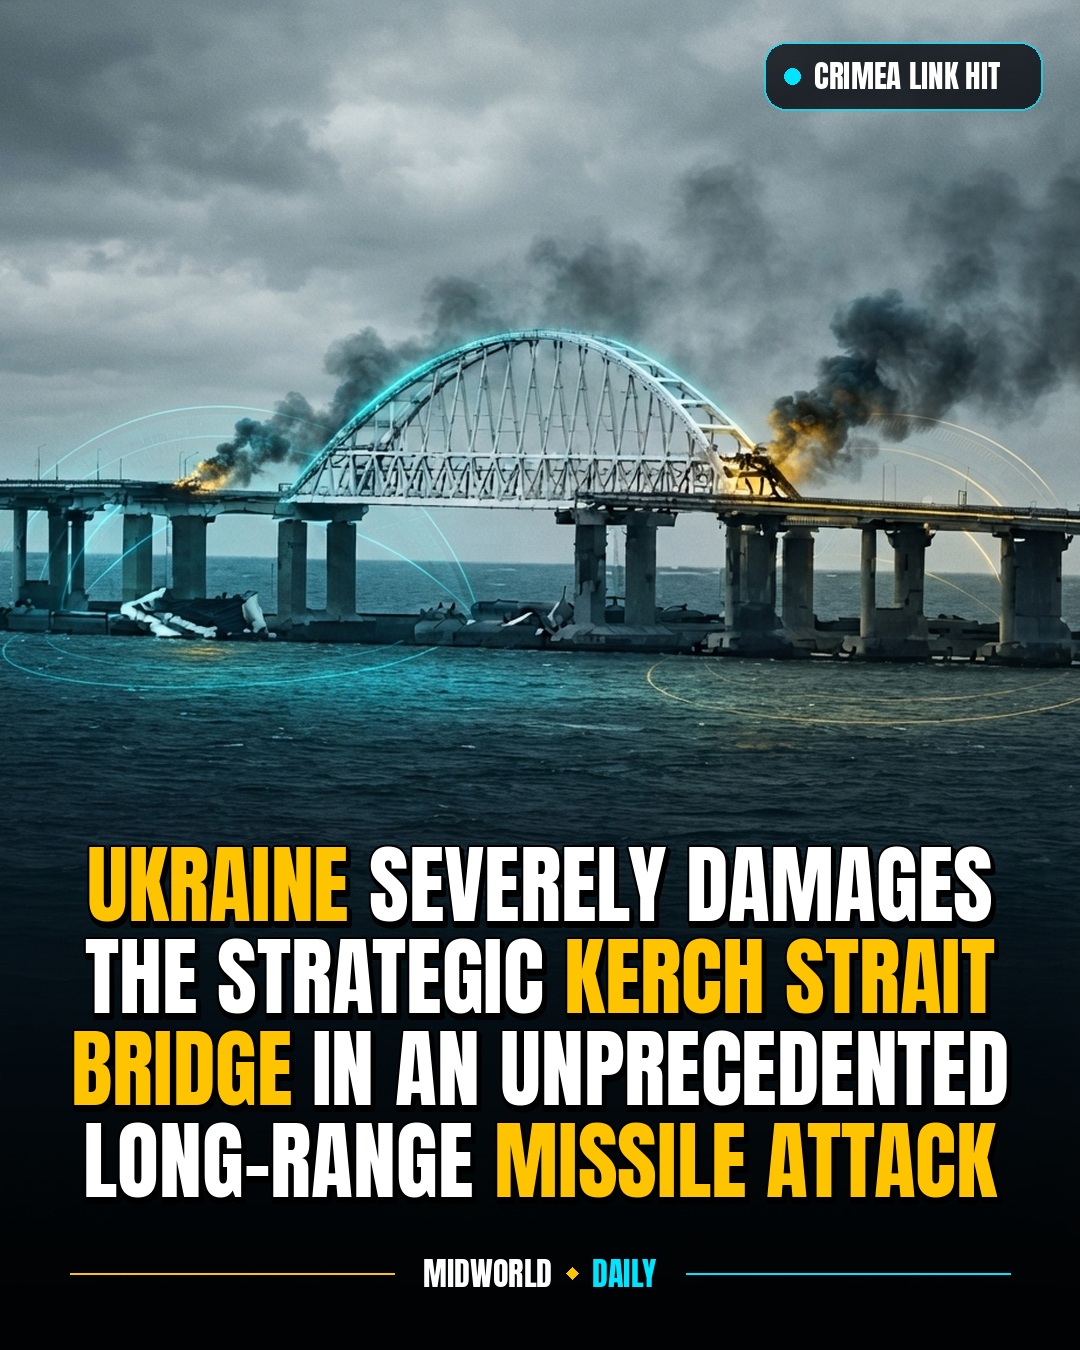 CRIMEA LINK HIT
UKRAINE SEVERELY DAMAGES
THE STRATEGIC KERCH STRAIT
BRIDGE IN AN UNPRECEDENTED
LONG-RANGE MISSILE ATTACK
MIDWORLD DAILY